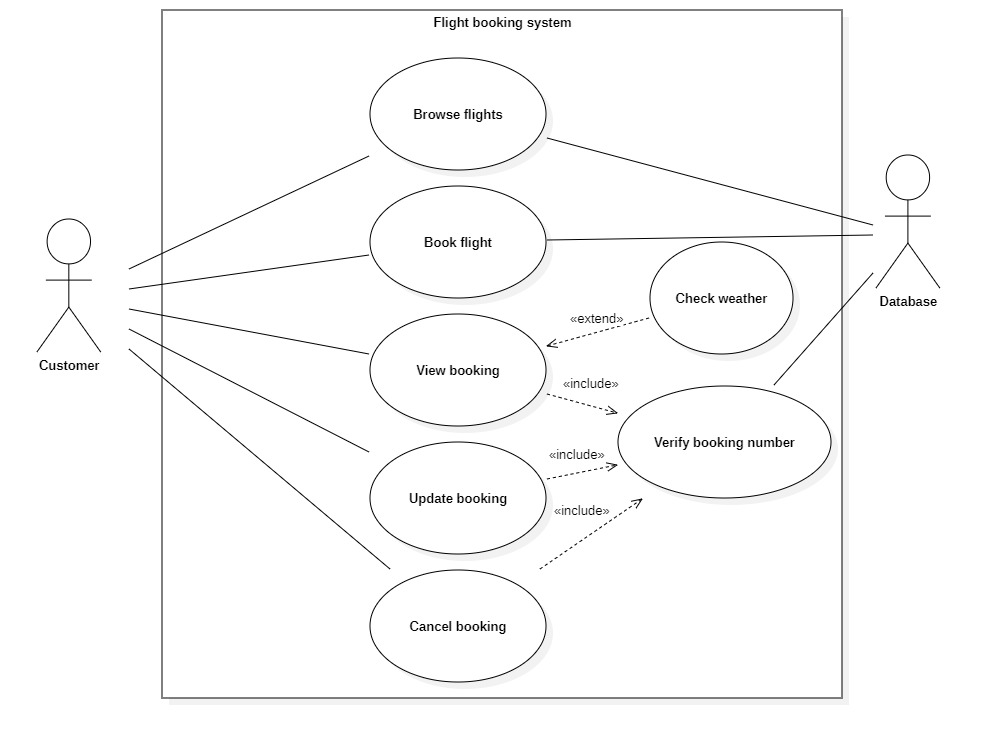 Flight booking system
Browse flights
Book flight
Check weather
Database
«extend»
Customer
View booking
«include»
Verify booking number
«include»
Update booking
«include»
Cancel booking